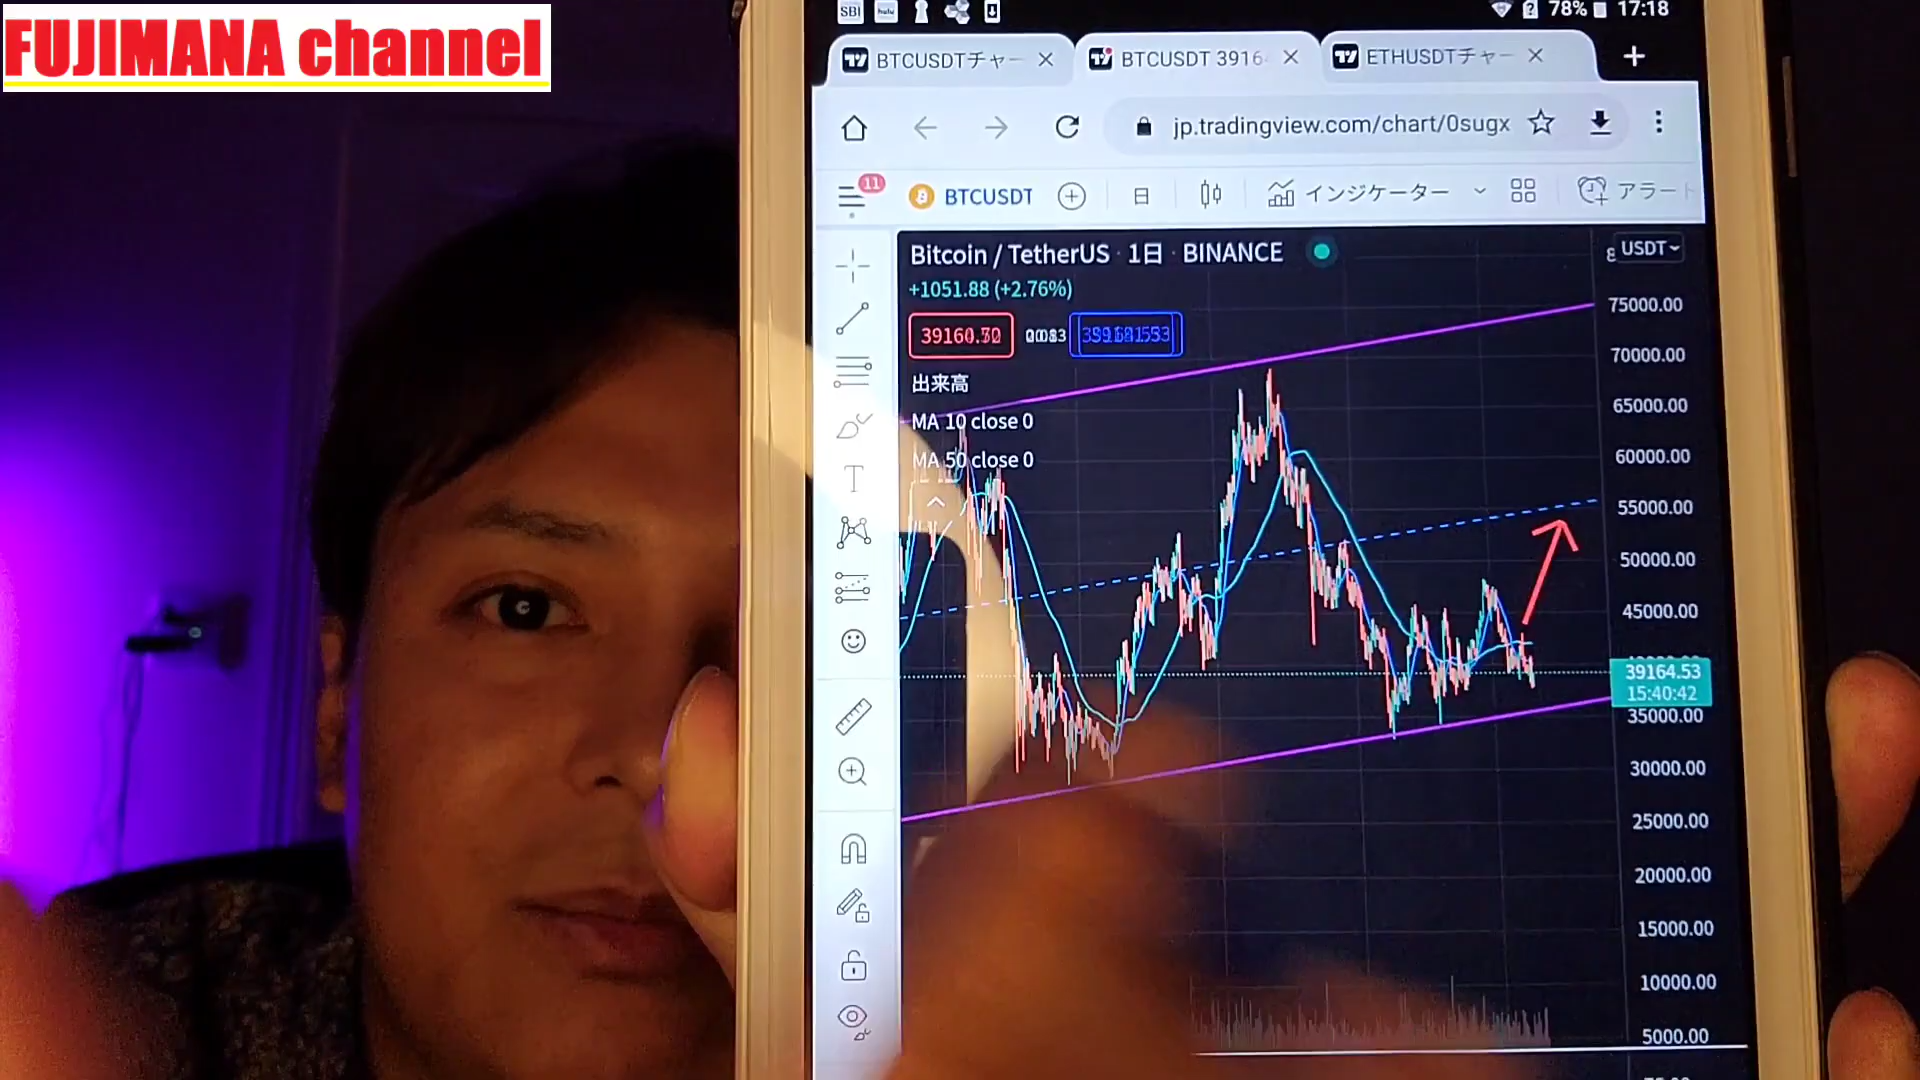 FUJIMANA channel
SBI
hulu
78% 17:18
BTCUSDTチャー
BTCUSDT 3916
ETHUSDTチャー
jp.tradingview.com/chart/0sugx
11
BTCUSDT
日
インジケーター
アラート
Bitcoin / TetherUS · 1日 · BINANCE
USDT
+1051.88 (+2.76%)
75000.00
70000.00
出来高
65000.00
MA 10 close 0
MA 50 close 0
60000.00
T
55000.00
50000.00
45000.00
39164.53
15:40:42
35000.00
30000.00
25000.00
20000.00
15000.00
10000.00
5000.00